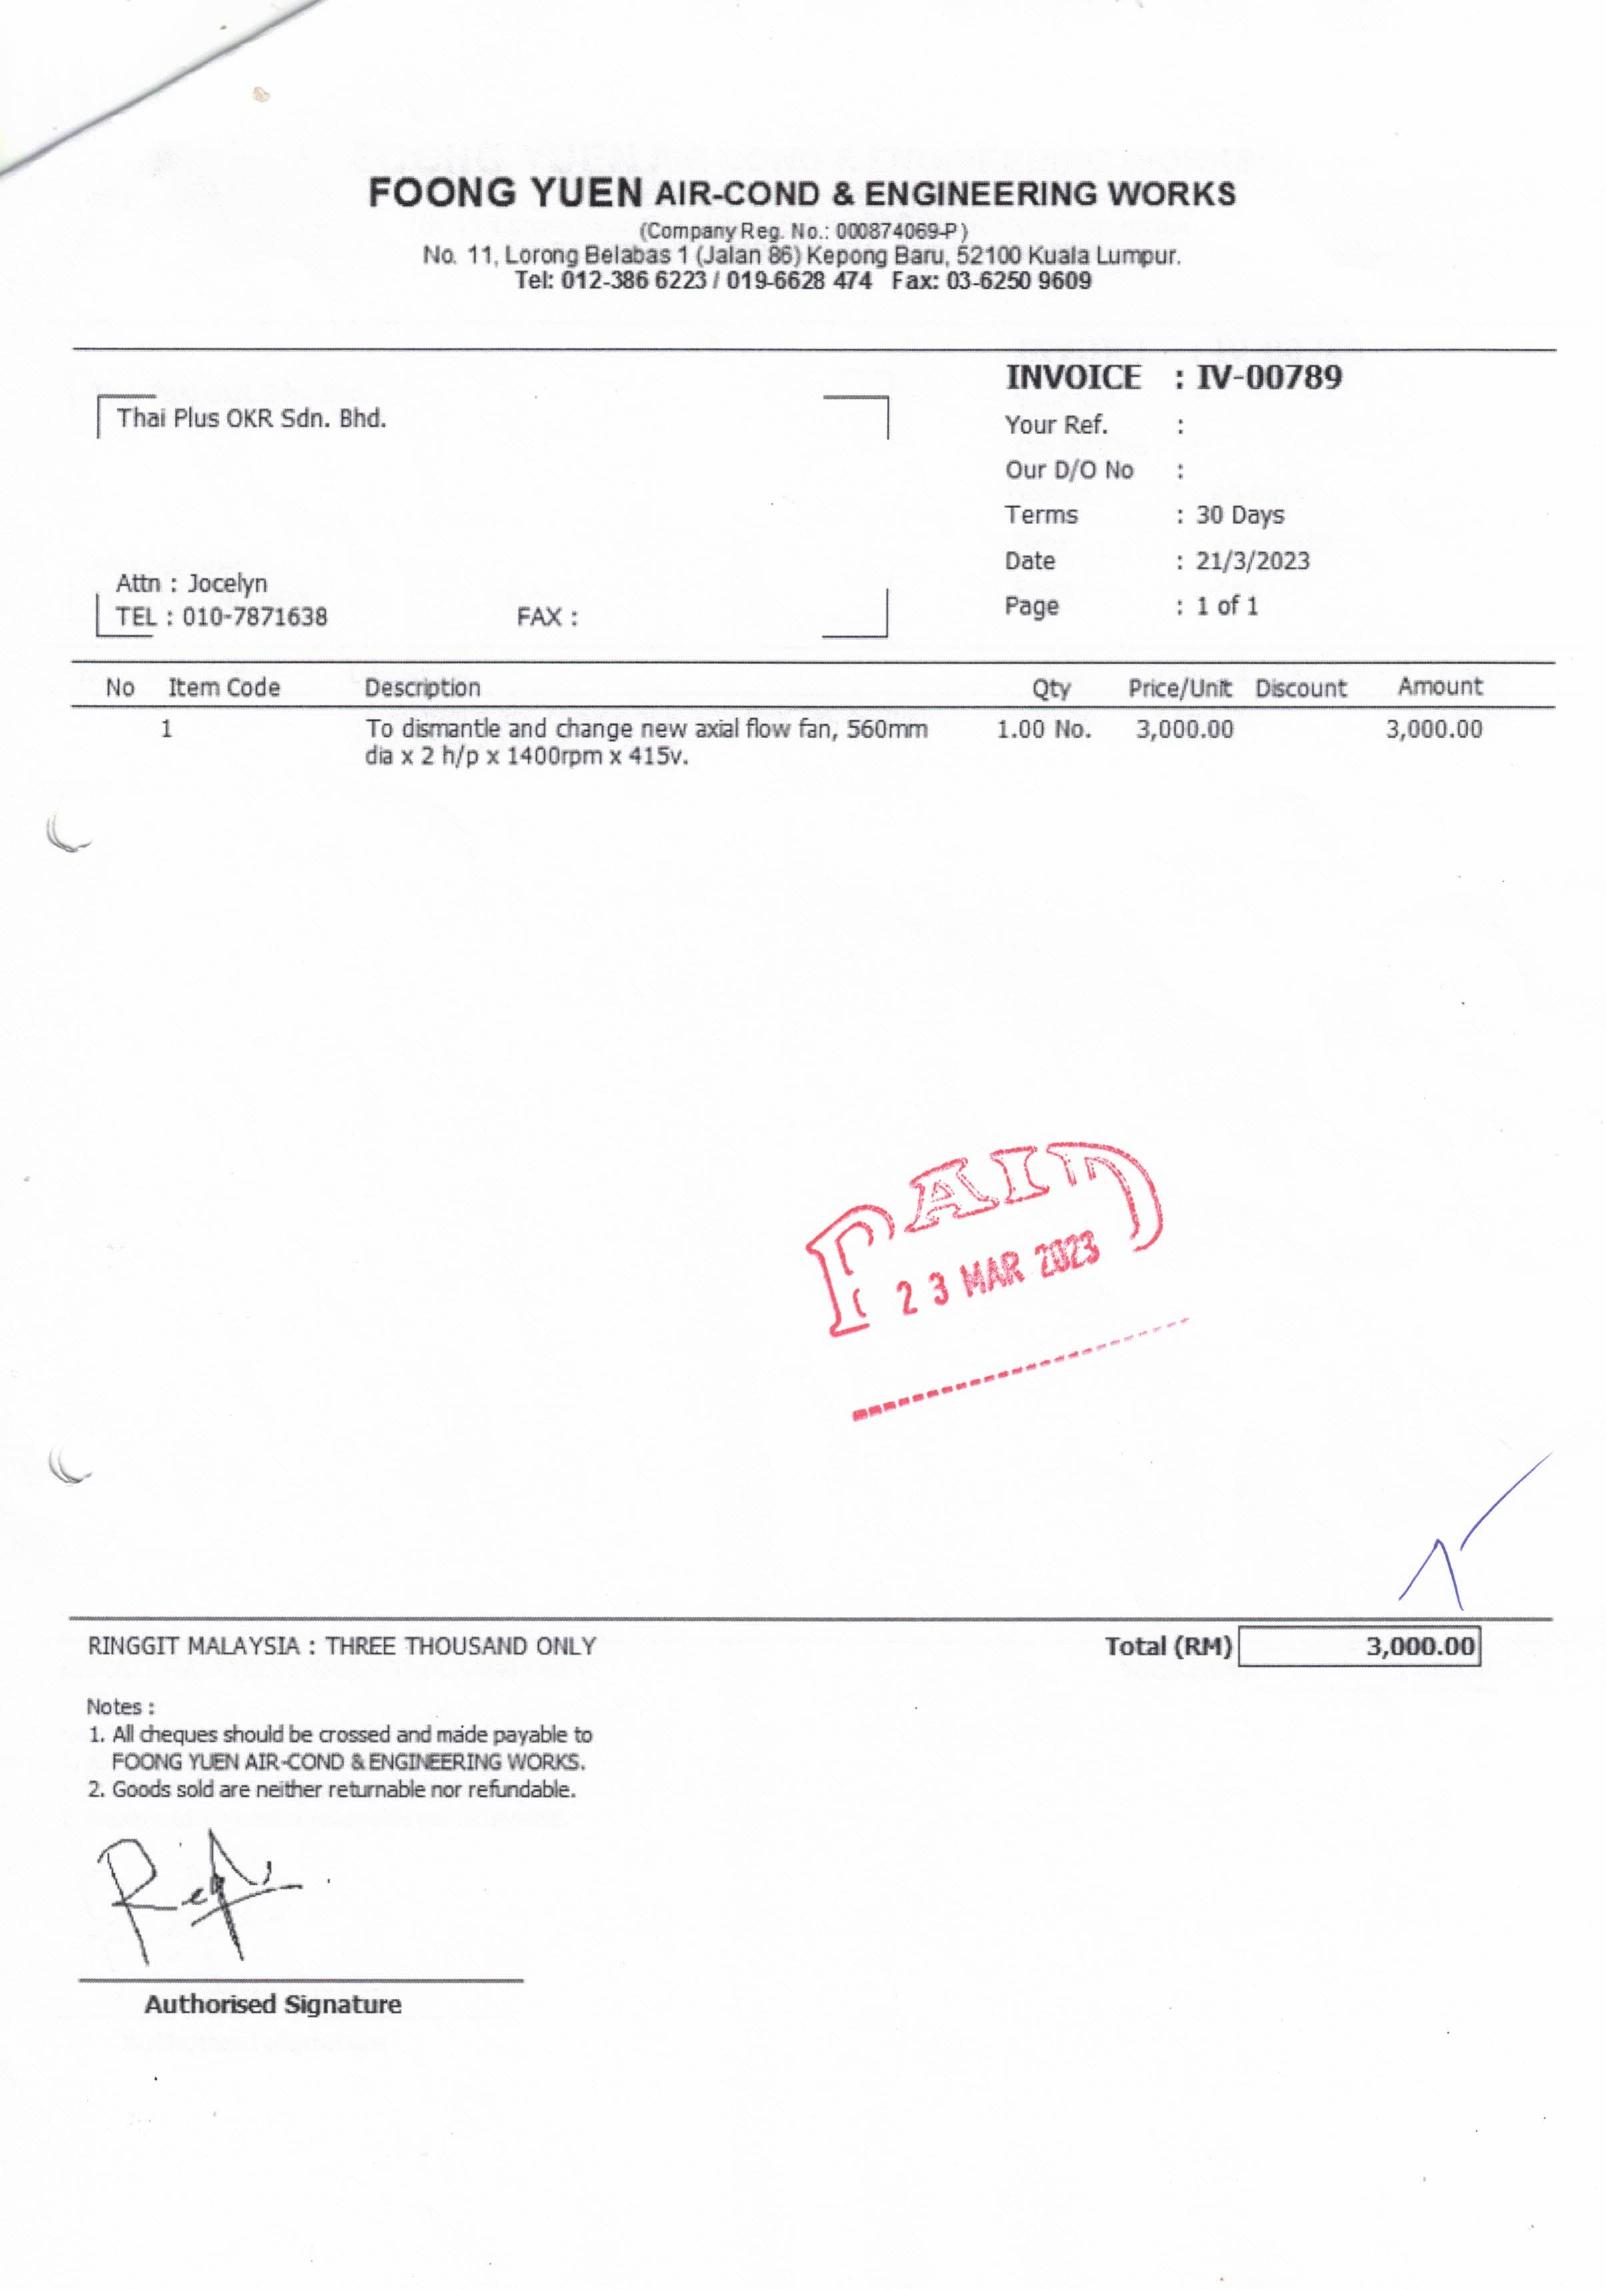 FOONG YUEN AIR-COND & ENGINEERING WORKS
(Company Reg. No.: 000874069-P)
No. 11, Lorong Belabas 1 (Jalan 86) Kepong Baru, 52100 Kuala Lumpur.
Tel: 012-386 6223 / 019-6628 474 Fax: 03-6250 9609
INVOICE : IV-00789
Thai Plus OKR Sdn. Bhd.
Your Ref. :
Our D/O No :
Terms : 30 Days
Date : 21/3/2023
Attn : Jocelyn
TEL : 010-7871638 FAX :
Page : 1 of 1
No Item Code Description Qty Price/Unit Discount Amount
1 To dismantle and change new axial flow fan, 560mm 1.00 No. 3,000.00 3,000.00
dia x 2 h/p x 1400rpm x 415v.
PAID
23 MAR 2023
RINGGIT MALAYSIA : THREE THOUSAND ONLY Total (RM) 3,000.00
Notes :
1. All cheques should be crossed and made payable to
FOONG YUEN AIR-COND & ENGINEERING WORKS.
2. Goods sold are neither returnable nor refundable.
Authorised Signature